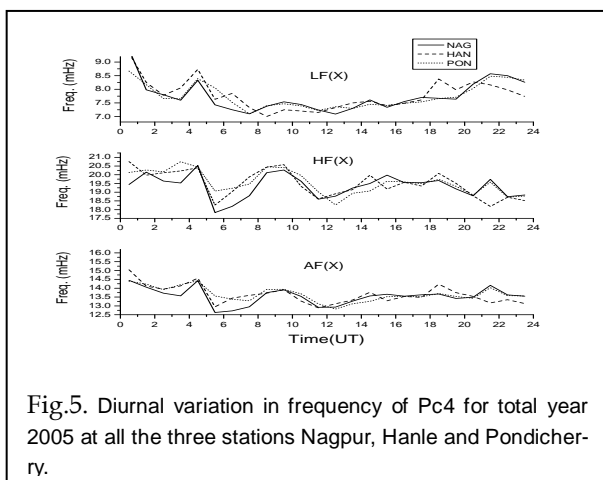 NAG
HAN
PON
LF(X)
Freq. (mHz)
9.0
8.5
8.0
7.5
7.0
0 2 4 6 8 10 12 14 16 18 20 22 24
HF(X)
Freq. (mHz)
21.0
20.5
20.0
19.5
19.0
18.5
18.0
17.5
0 2 4 6 8 10 12 14 16 18 20 22 24
AF(X)
Freq. (mHz)
16.0
15.5
15.0
14.5
14.0
13.5
13.0
12.5
0 2 4 6 8 10 12 14 16 18 20 22 24
Time(UT)
Fig.5. Diurnal variation in frequency of Pc4 for total year
2005 at all the three stations Nagpur, Hanle and Pondicher-
ry.